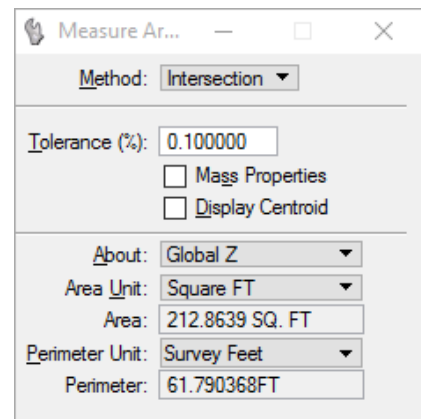 Measure Ar...
Method: Intersection
Tolerance (%): 0.100000
Mass Properties
Display Centroid
About: Global Z
Area Unit: Square FT
Area: 212.8639 SQ. FT
Perimeter Unit: Survey Feet
Perimeter: 61.790368FT